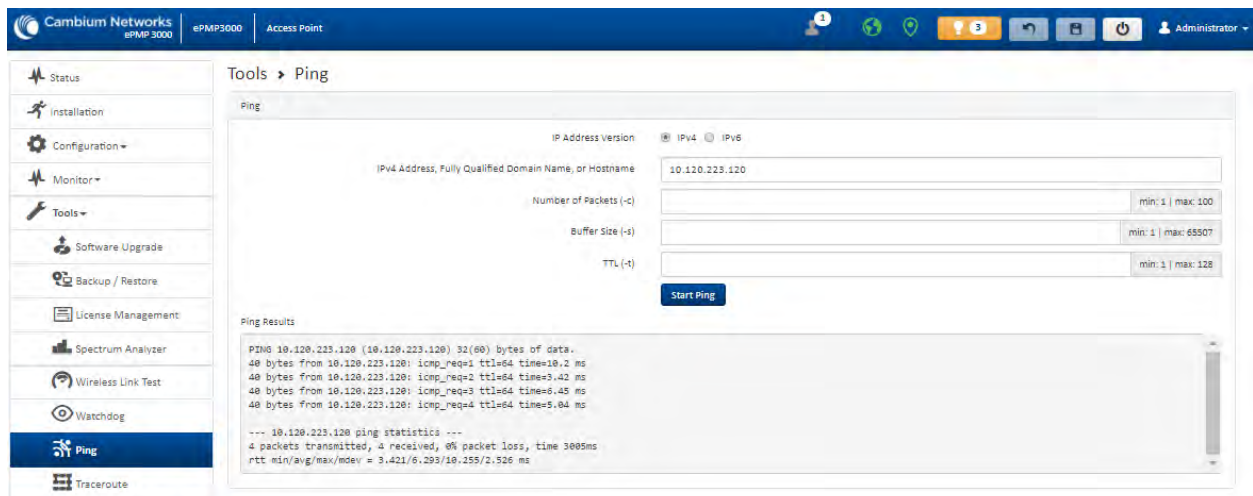 Cambium Networks
ePMP 3000
ePMP3000
Access Point
1
3
Administrator
Status
Installation
Configuration
Monitor
Tools
Software Upgrade
Backup / Restore
License Management
Spectrum Analyzer
Wireless Link Test
Watchdog
Ping
Traceroute
Tools > Ping
Ping
IP Address Version IPv4 IPv6
IPv4 Address, Fully Qualified Domain Name, or Hostname 10.120.223.120
Number of Packets (-c) min: 1 | max: 100
Buffer Size (-s) min: 1 | max: 65507
TTL (-t) min: 1 | max: 128
Start Ping
Ping Results
PING 10.120.223.120 (10.120.223.120) 32(60) bytes of data.
40 bytes from 10.120.223.120: icmp_req=1 ttl=64 time=10.2 ms
40 bytes from 10.120.223.120: icmp_req=2 ttl=64 time=3.42 ms
40 bytes from 10.120.223.120: icmp_req=3 ttl=64 time=6.45 ms
40 bytes from 10.120.223.120: icmp_req=4 ttl=64 time=5.04 ms
--- 10.120.223.120 ping statistics ---
4 packets transmitted, 4 received, 0% packet loss, time 3005ms
rtt min/avg/max/mdev = 3.421/6.293/10.255/2.526 ms